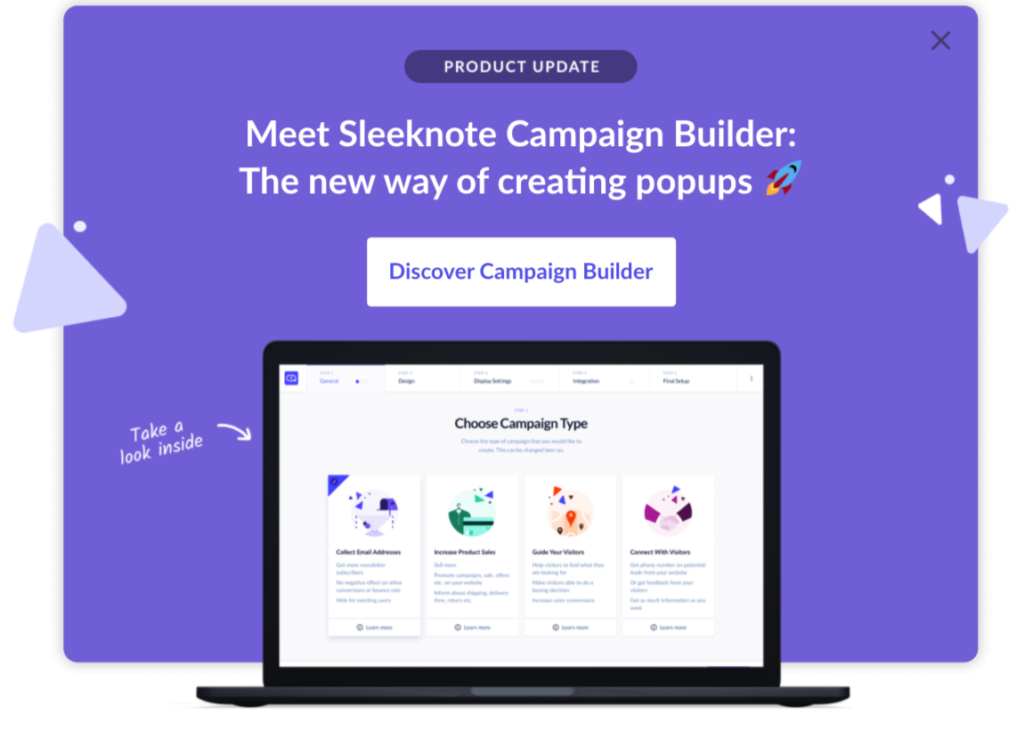 PRODUCT UPDATE
Meet Sleeknote Campaign Builder:
The new way of creating popups 🚀
Discover Campaign Builder
Take a
look inside
STEP 1
General
STEP 2
Design
STEP 3
Display Settings
STEP 4
Integration
STEP 5
Final Setup
STEP 1
Choose Campaign Type
Choose the type of campaign that you would like to
create. This can be changed later on.
Collect Email Addresses
Get more newsletter
subscribers
No negative effect on other
conversions or bounce rate
Hide for existing users
Learn more
Increase Product Sales
Sell more
Promote campaigns, sale, offers
etc. on your website
Inform about shipping, delivery
time, return etc.
Learn more
Guide Your Visitors
Help visitors to find what they
are looking for
Make visitors able to do a
buying decision
Increase sales conversions
Learn more
Connect With Visitors
Get phone number on potential
leads from your website
Or get feedback from your
visitors
Get as much information as you
want
Learn more